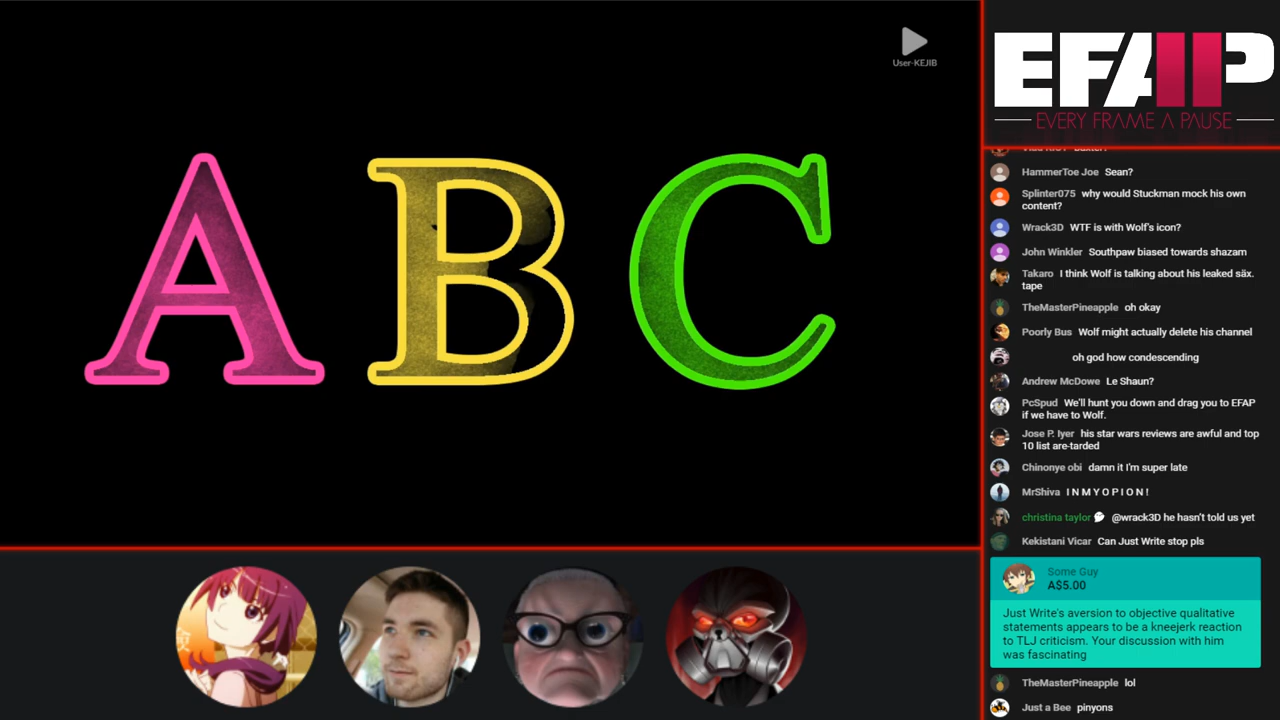 User-KEJIB
A B C
EFAP
EVERY FRAME A PAUSE
HammerToe Joe Sean?
Splinter075 why would Stuckman mock his own
content?
Wrack3D WTF is with Wolf's icon?
John Winkler Southpaw biased towards shazam
Takaro I think Wolf is talking about his leaked säx.
tape
TheMasterPineapple oh okay
Poorly Bus Wolf might actually delete his channel
oh god how condescending
Andrew McDowe Le Shaun?
PcSpud We'll hunt you down and drag you to EFAP
if we have to Wolf.
Jose P. Iyer his star wars reviews are awful and top
10 list are-tarded
Chinonye obi damn it I'm super late
MrShiva I N M Y O P I O N !
christina taylor @wrack3D he hasn't told us yet
Kekistani Vicar Can Just Write stop pls
Some Guy
A$5.00
Just Write's aversion to objective qualitative
statements appears to be a kneejerk reaction
to TLJ criticism. Your discussion with him
was fascinating
TheMasterPineapple lol
Just a Bee pinyons